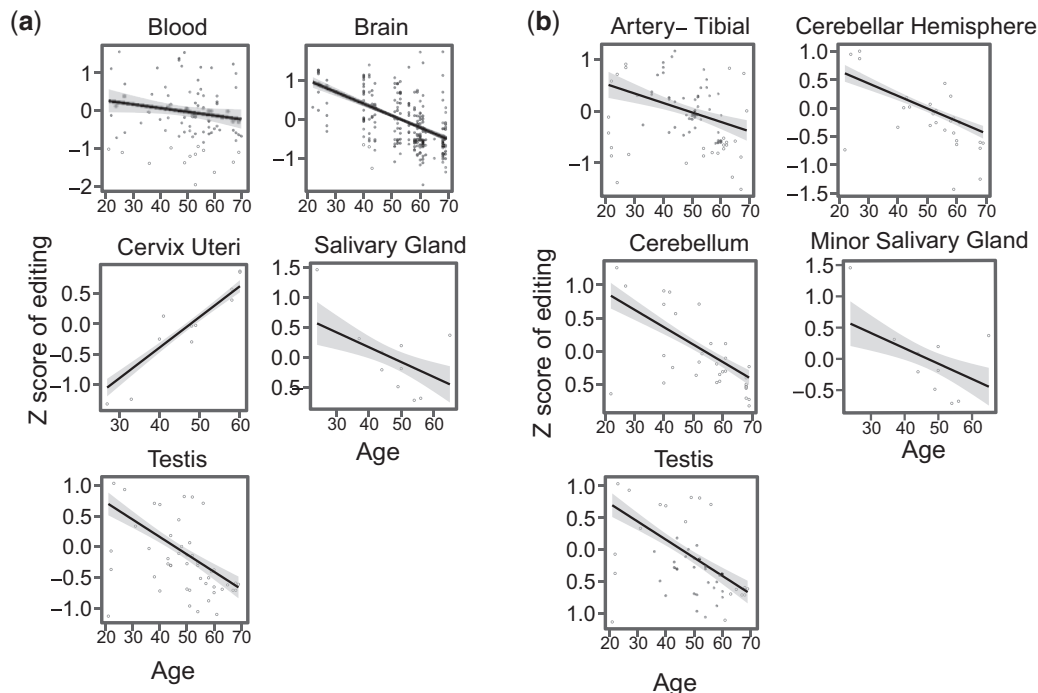 (a)
Blood
1
0
−1
−2
20 30 40 50 60 70
Brain
1
0
−1
20 30 40 50 60 70
Cervix Uteri
0.5
0.0
−0.5
−1.0
30 40 50 60
Salivary Gland
1.5
1.0
0.5
0.0
0.5
30 40 50 60
Age
Z score of editing
Testis
1.0
0.5
0.0
−0.5
−1.0
20 30 40 50 60 70
Age
(b)
Artery− Tibial
1
0
−1
20 30 40 50 60 70
Cerebellar Hemisphere
1.0
0.5
0.0
−0.5
−1.0
−1.5
20 30 40 50 60 70
Cerebellum
1.0
0.5
0.0
0.5
20 30 40 50 60 70
Minor Salivary Gland
1.5
1.0
0.5
0.0
−0.5
30 40 50 60
Age
Z score of editing
Testis
1.0
0.5
0.0
0.5
1.0
20 30 40 50 60 70
Age